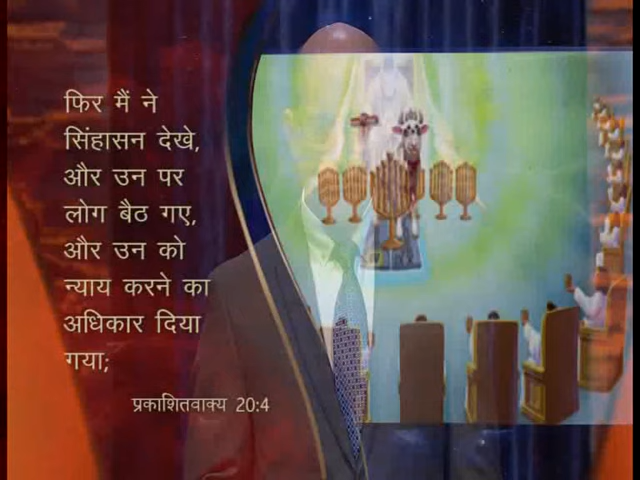 फिर मैं ने
सिंहासन देखे,
और उन पर
लोग बैठ गए,
और उन को
न्याय करने का
अधिकार दिया
गया;
प्रकाशितवाक्य 20:4